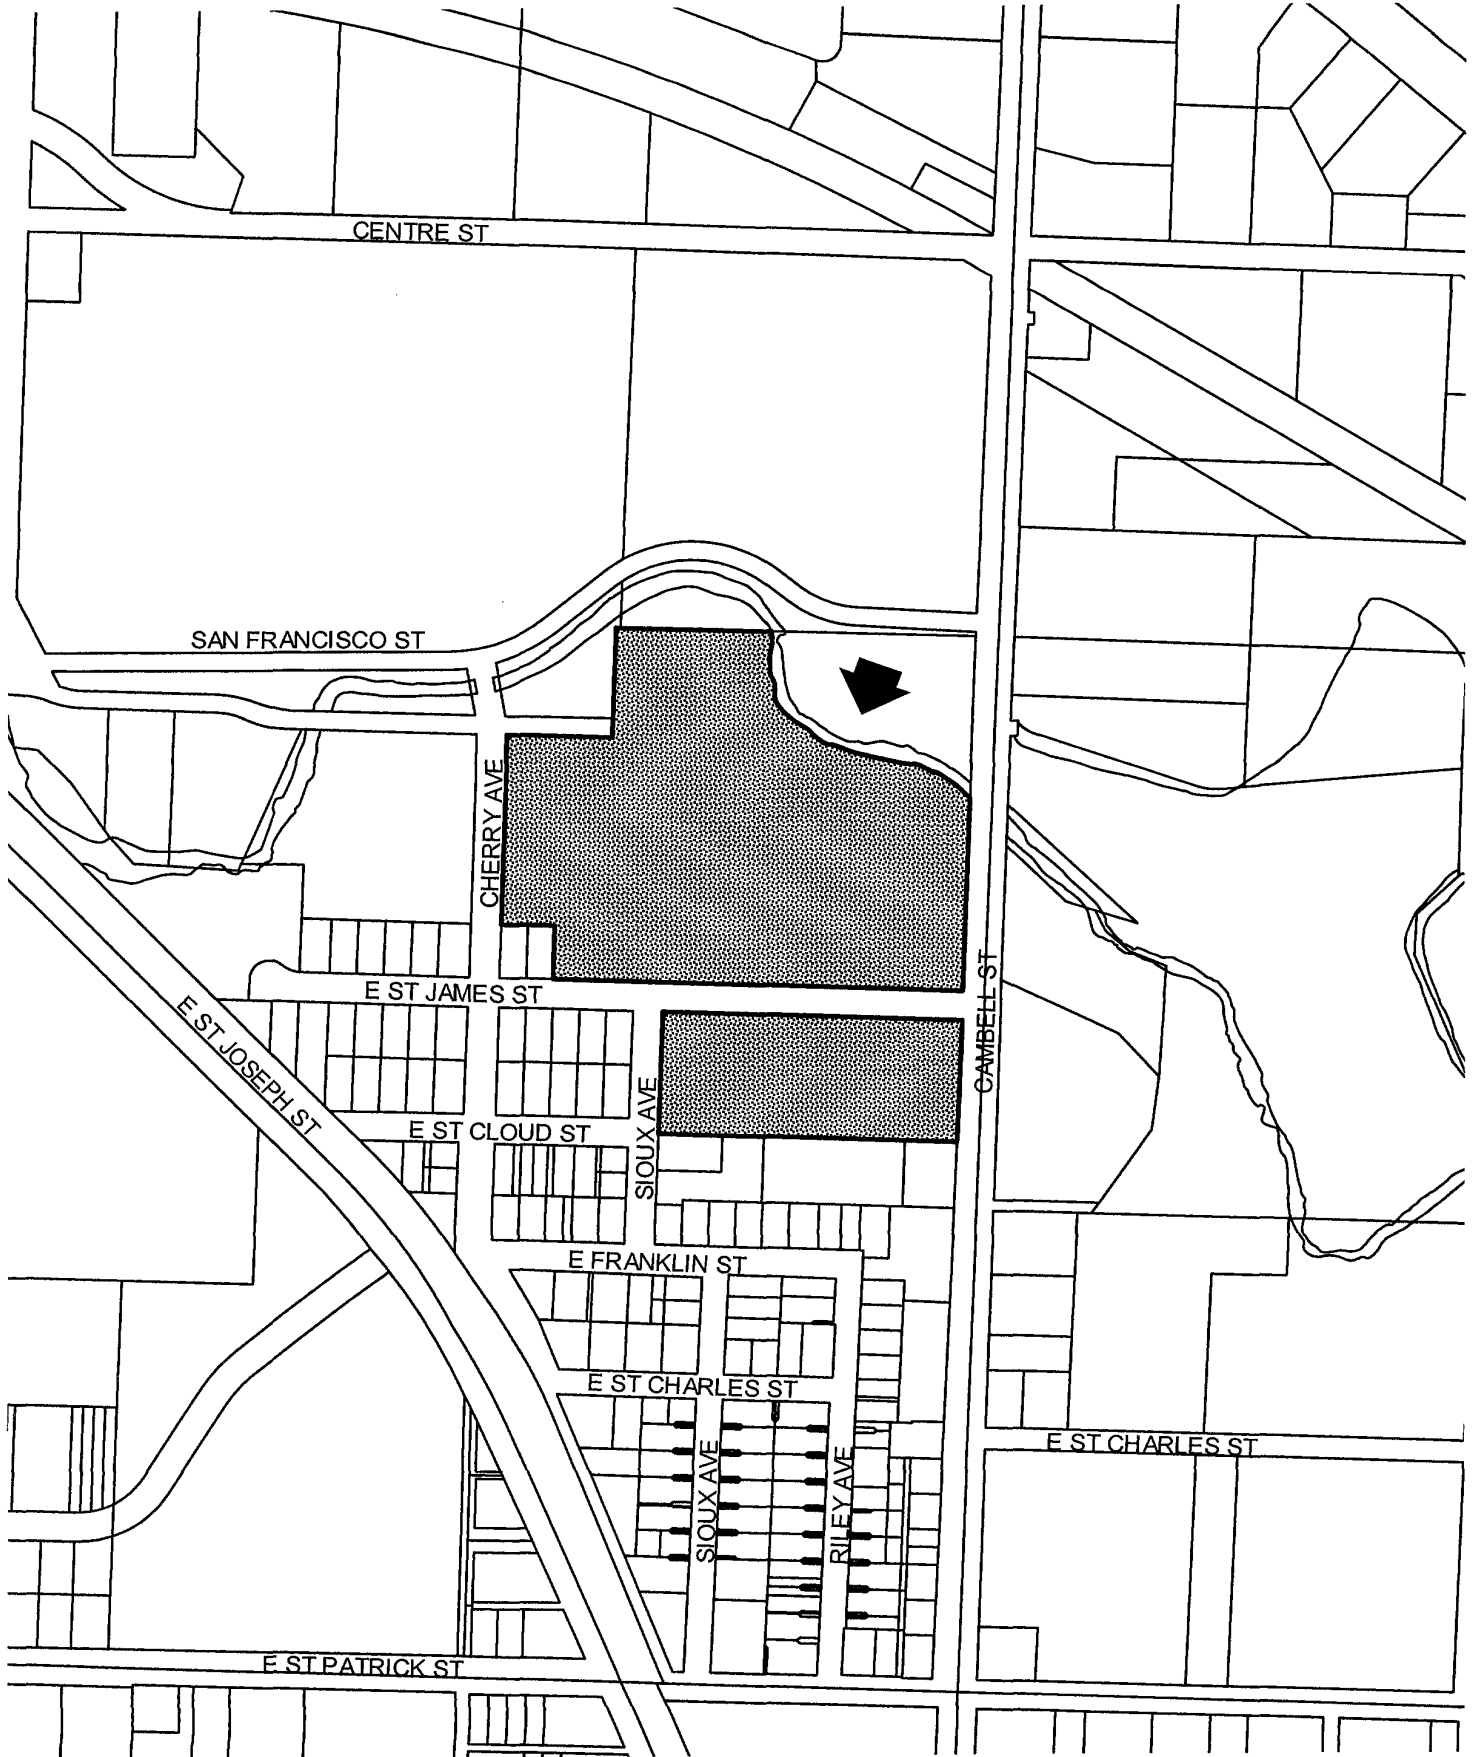 CENTRE ST
SAN FRANCISCO ST
CHERRY AVE
E ST JAMES ST
CAMBELL ST
E ST JOSEPH ST
E ST CLOUD ST
SIOUX AVE
E FRANKLIN ST
E ST CHARLES ST
E ST CHARLES ST
SIOUX AVE
RILEY AVE
E ST PATRICK ST